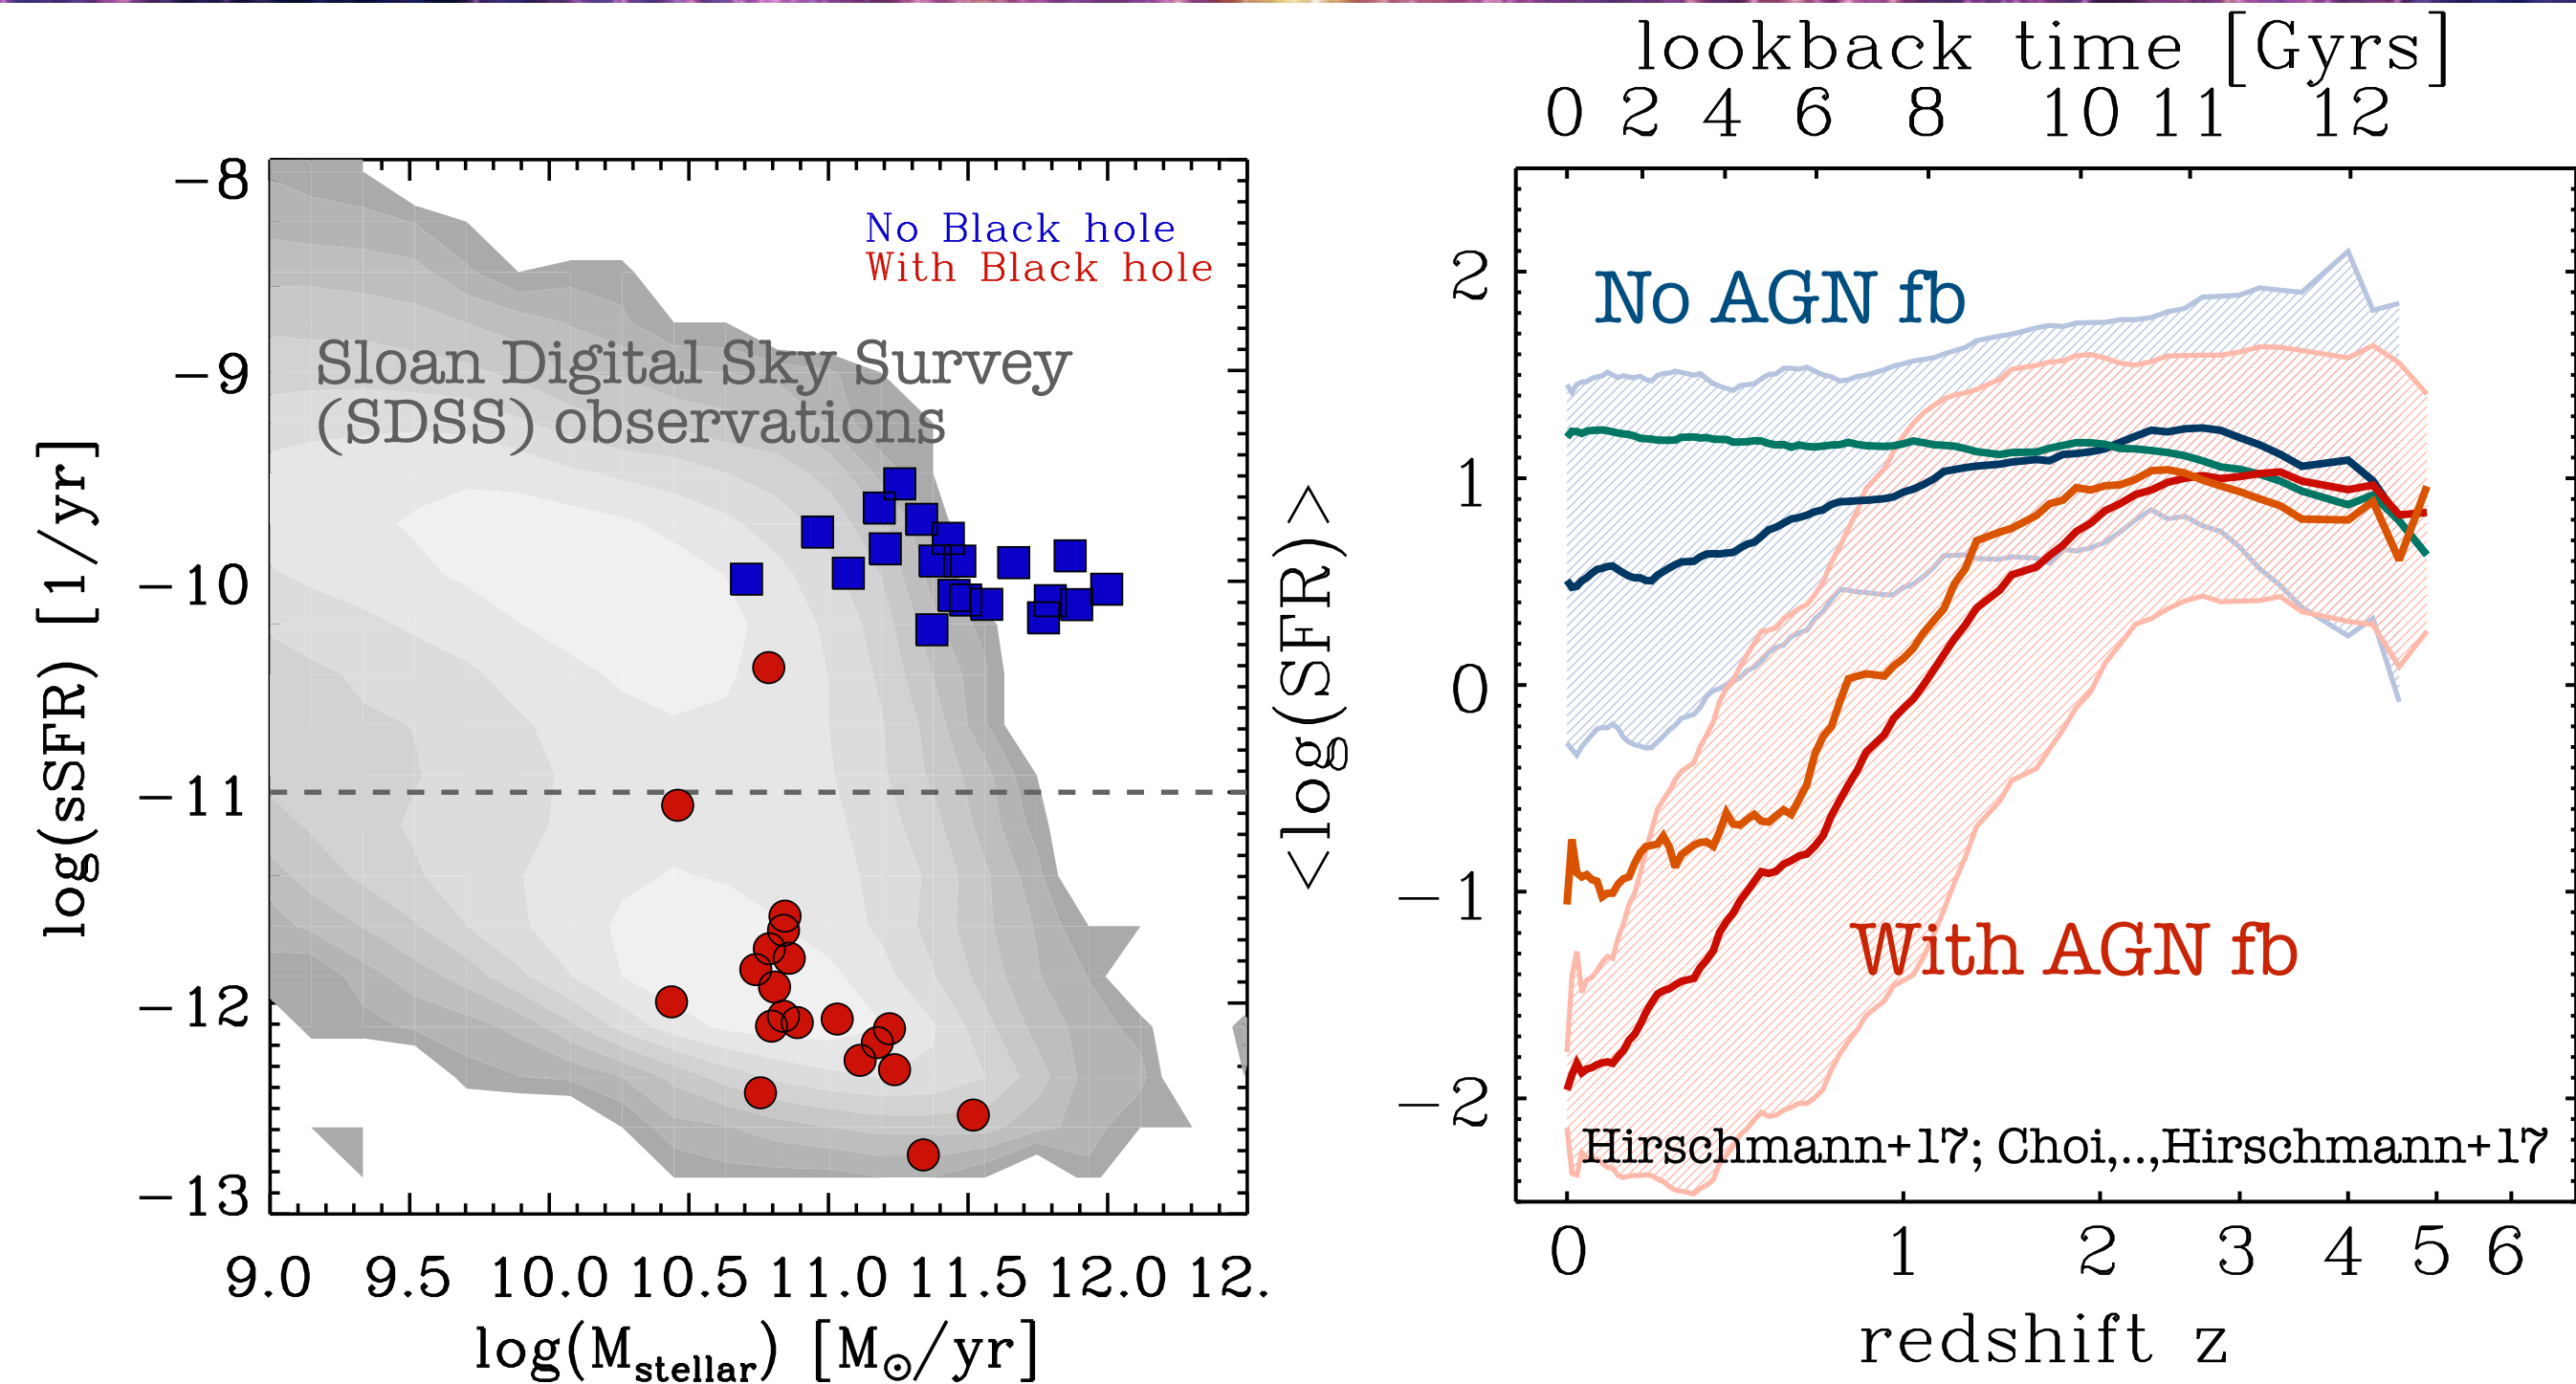 lookback time [Gyrs]
0 2 4 6 8 10 11 12
−8
−9
−10
−11
−12
−13
log(sSFR) [1/yr]
No Black hole
With Black hole
Sloan Digital Sky Survey
(SDSS) observations
9.0 9.5 10.0 10.5 11.0 11.5 12.0 12.
log(Mstellar) [M⊙/yr]
<log(SFR)>
2
1
0
−1
−2
No AGN fb
With AGN fb
Hirschmann+17; Choi,..,Hirschmann+17
0 1 2 3 4 5 6
redshift z